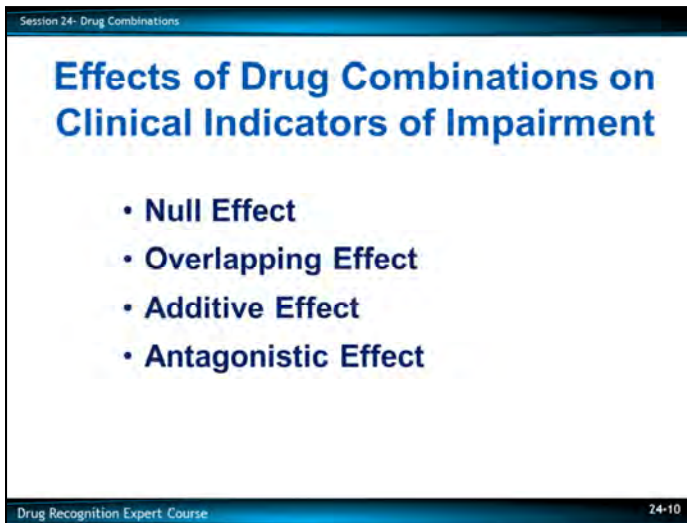 Session 24- Drug Combinations
Effects of Drug Combinations on
Clinical Indicators of Impairment
• Null Effect
• Overlapping Effect
• Additive Effect
• Antagonistic Effect
Drug Recognition Expert Course
24-10